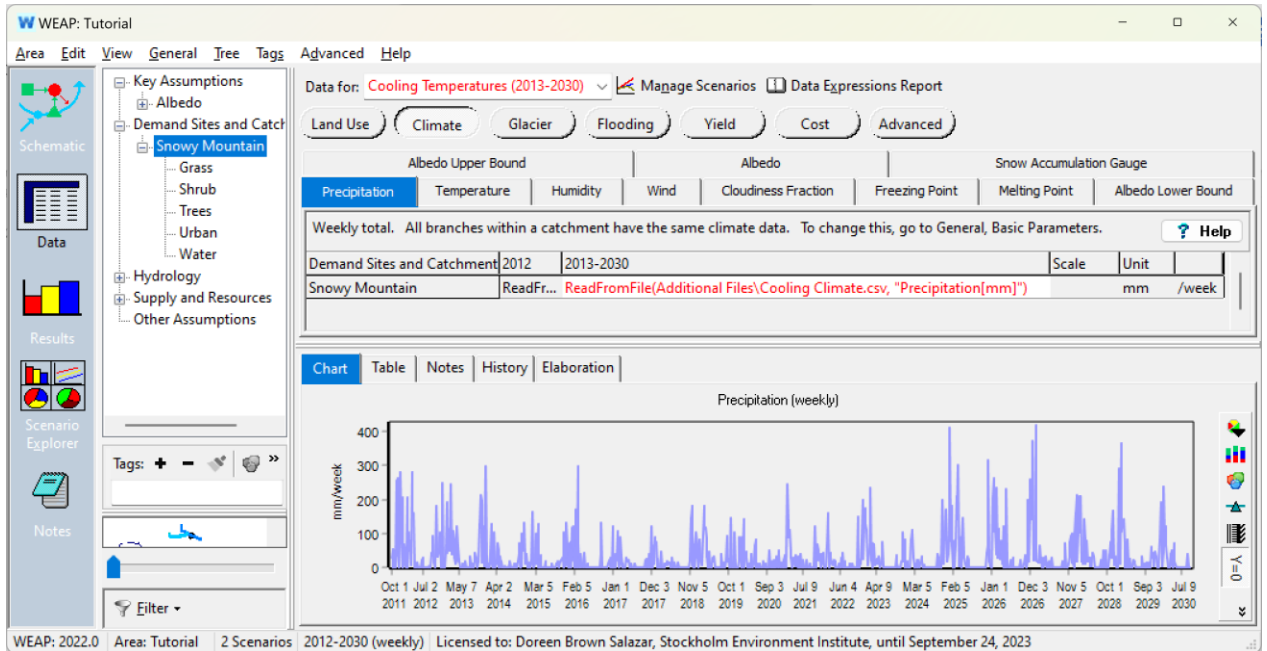 WEAP: Tutorial
Area Edit View General Tree Tags Advanced Help
Schematic
Data
Results
Scenario
Explorer
Notes
Key Assumptions
Albedo
Demand Sites and Catch
Snowy Mountain
Grass
Shrub
Trees
Urban
Water
Hydrology
Supply and Resources
Other Assumptions
Tags:
Filter
Data for: Cooling Temperatures (2013-2030) Manage Scenarios Data Expressions Report
Land Use Climate Glacier Flooding Yield Cost Advanced
Albedo Upper Bound Albedo Snow Accumulation Gauge
Precipitation Temperature Humidity Wind Cloudiness Fraction Freezing Point Melting Point Albedo Lower Bound
Weekly total. All branches within a catchment have the same climate data. To change this, go to General, Basic Parameters. ? Help
Demand Sites and Catchment 2012 2013-2030 Scale Unit
Snowy Mountain ReadFr... ReadFromFile(Additional Files\Cooling Climate.csv, "Precipitation[mm]") mm /week
Chart Table Notes History Elaboration
Precipitation (weekly)
mm/week
400
300
200
100
0
Oct 1 Jul 2 May 7 Apr 2 Mar 5 Feb 5 Jan 1 Dec 3 Nov 5 Oct 1 Sep 3 Jul 9 Jun 4 Apr 9 Mar 5 Feb 5 Jan 1 Dec 3 Nov 5 Oct 1 Sep 3 Jul 9
2011 2012 2013 2014 2015 2016 2017 2017 2018 2019 2020 2021 2022 2023 2024 2025 2026 2026 2027 2028 2029 2030
Y=0
WEAP: 2022.0 Area: Tutorial 2 Scenarios 2012-2030 (weekly) Licensed to: Doreen Brown Salazar, Stockholm Environment Institute, until September 24, 2023